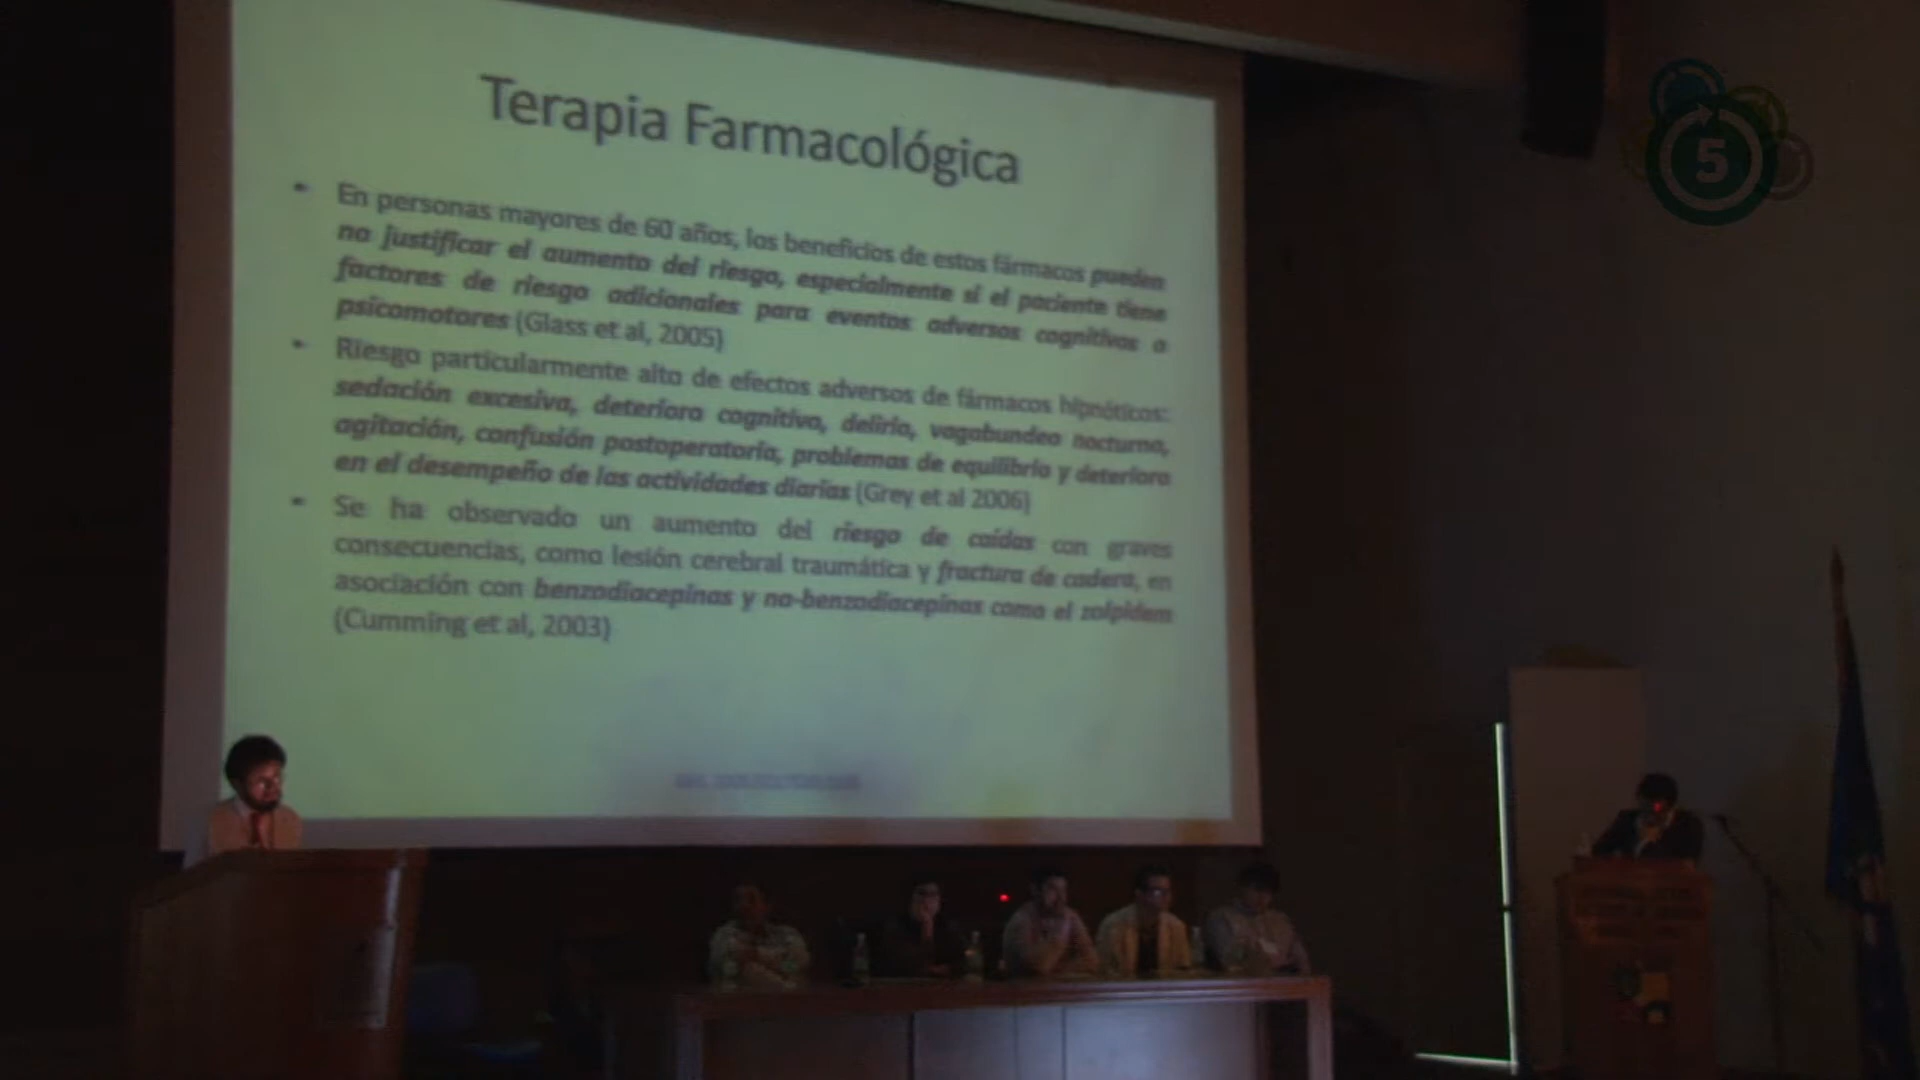 Terapia Farmacológica
5
• En personas mayores de 60 años, los beneficios de estos fármacos pueden
no justificar el aumento del riesgo, especialmente si el paciente tiene
factores de riesgo adicionales para eventos adversos cognitivos o
psicomotores (Glass et al, 2005)
• Riesgo particularmente alto de efectos adversos de fármacos hipnóticos:
sedación excesiva, deterioro cognitivo, delirio, vagabundeo nocturno,
agitación, confusión postoperatoria, problemas de equilibrio y deterioro
en el desempeño de las actividades diarias (Grey et al 2006)
• Se ha observado un aumento del riesgo de caídas con graves
consecuencias, como lesión cerebral traumática y fractura de cadera, en
asociación con benzodiacepinas y no-benzodiacepinas como el zolpidem
(Cumming et al, 2003)